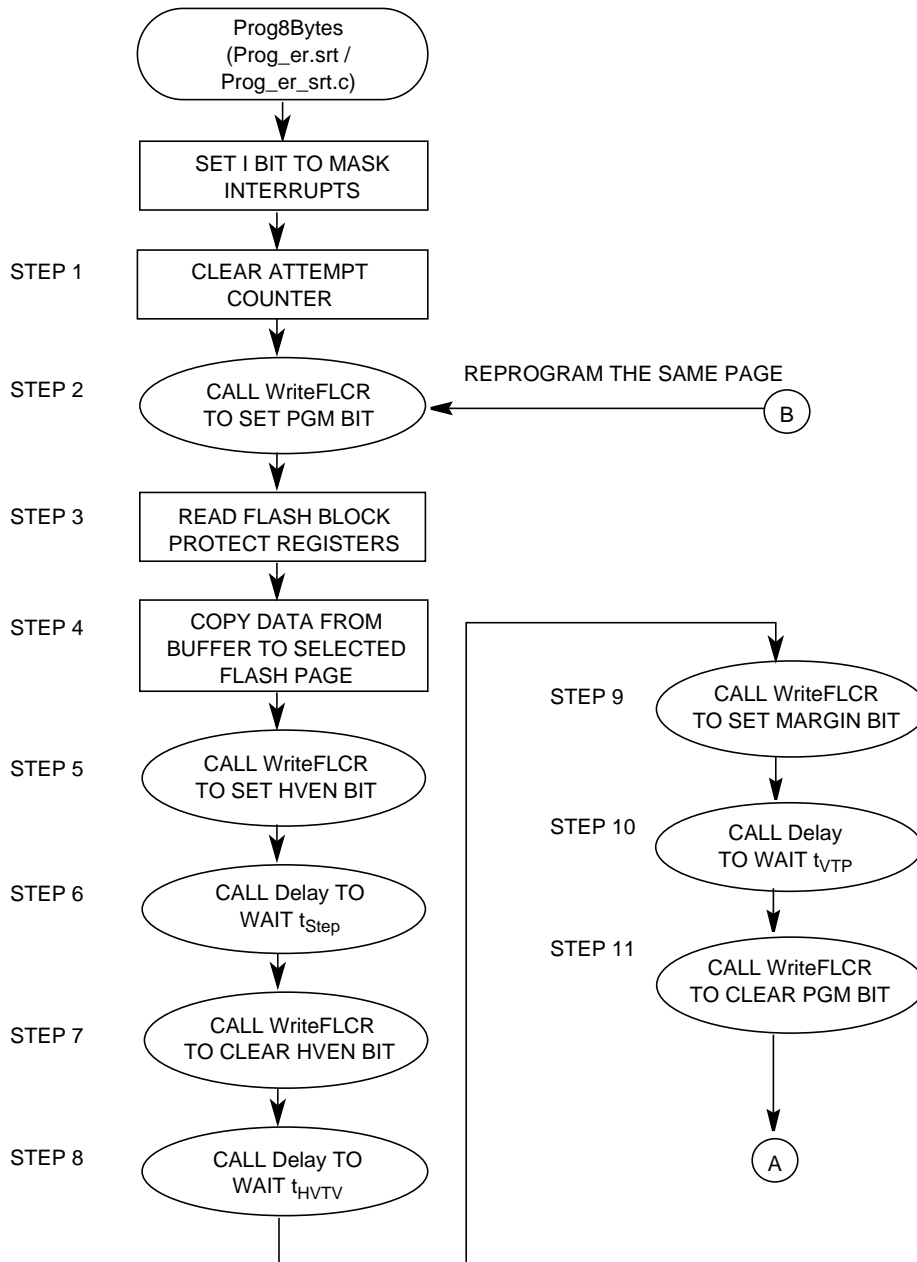 Prog8Bytes
(Prog_er.srt /
Prog_er_srt.c)
SET I BIT TO MASK
INTERRUPTS
STEP 1
CLEAR ATTEMPT
COUNTER
STEP 2
CALL WriteFLCR
TO SET PGM BIT
REPROGRAM THE SAME PAGE
B
STEP 3
READ FLASH BLOCK
PROTECT REGISTERS
STEP 4
COPY DATA FROM
BUFFER TO SELECTED
FLASH PAGE
STEP 5
CALL WriteFLCR
TO SET HVEN BIT
STEP 6
CALL Delay TO
WAIT tStep
STEP 7
CALL WriteFLCR
TO CLEAR HVEN BIT
STEP 8
CALL Delay TO
WAIT tHVTV
STEP 9
CALL WriteFLCR
TO SET MARGIN BIT
STEP 10
CALL Delay
TO WAIT tVTP
STEP 11
CALL WriteFLCR
TO CLEAR PGM BIT
A